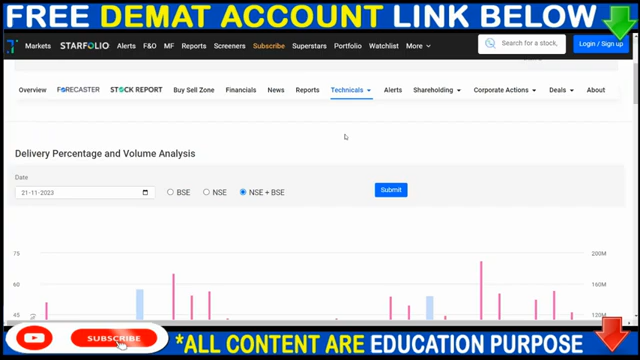 FREE DEMAT ACCOUNT LINK BELOW
Markets STARFOLIO Alerts F&O MF Reports Screeners Subscribe Superstars Portfolio Watchlist More Search for a stock, Login / Sign up
Overview FORECASTER STOCK REPORT Buy Sell Zone Financials News Reports Technicals Alerts Shareholding Corporate Actions Deals About
Delivery Percentage and Volume Analysis
Date
21-11-2023 BSE NSE NSE + BSE Submit
75 200M
60 160M
45 120M
SUBSCRIBE
*ALL CONTENT ARE EDUCATION PURPOSE